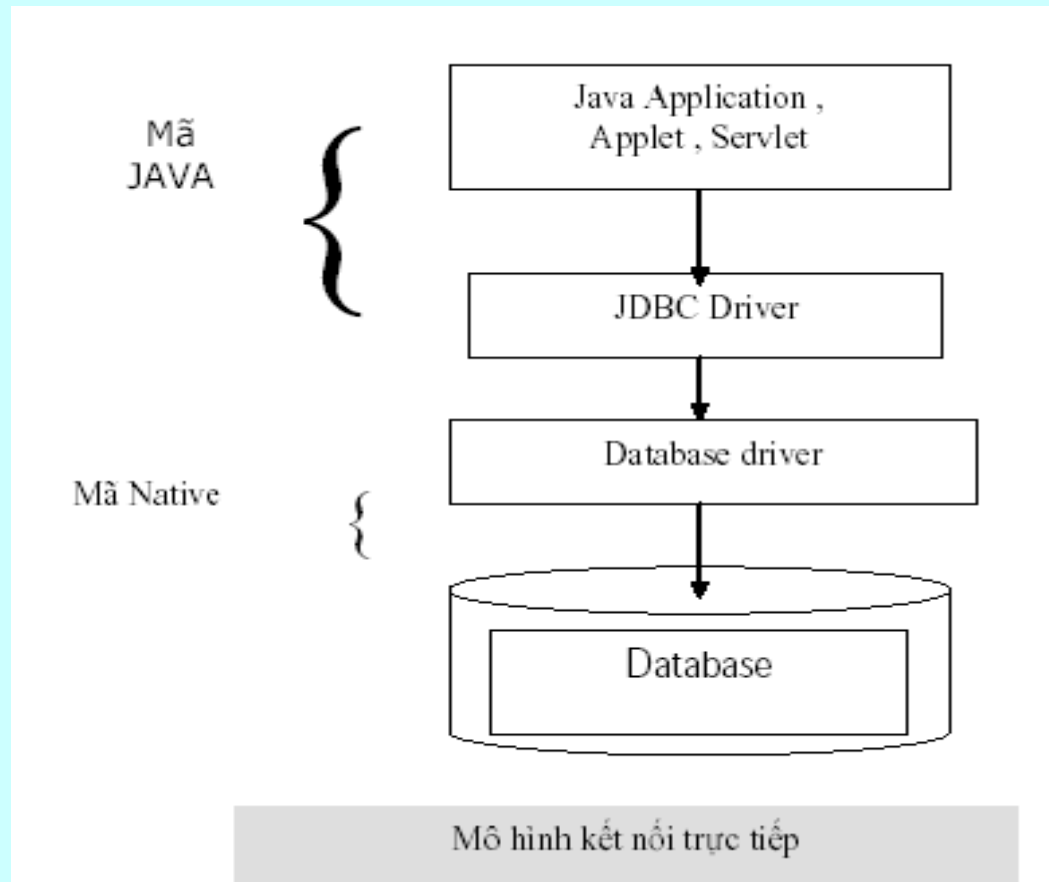 Java Application ,
Applet , Servlet
Mã
JAVA
JDBC Driver
Database driver
Mã Native
Database
Mô hình kết nối trực tiếp